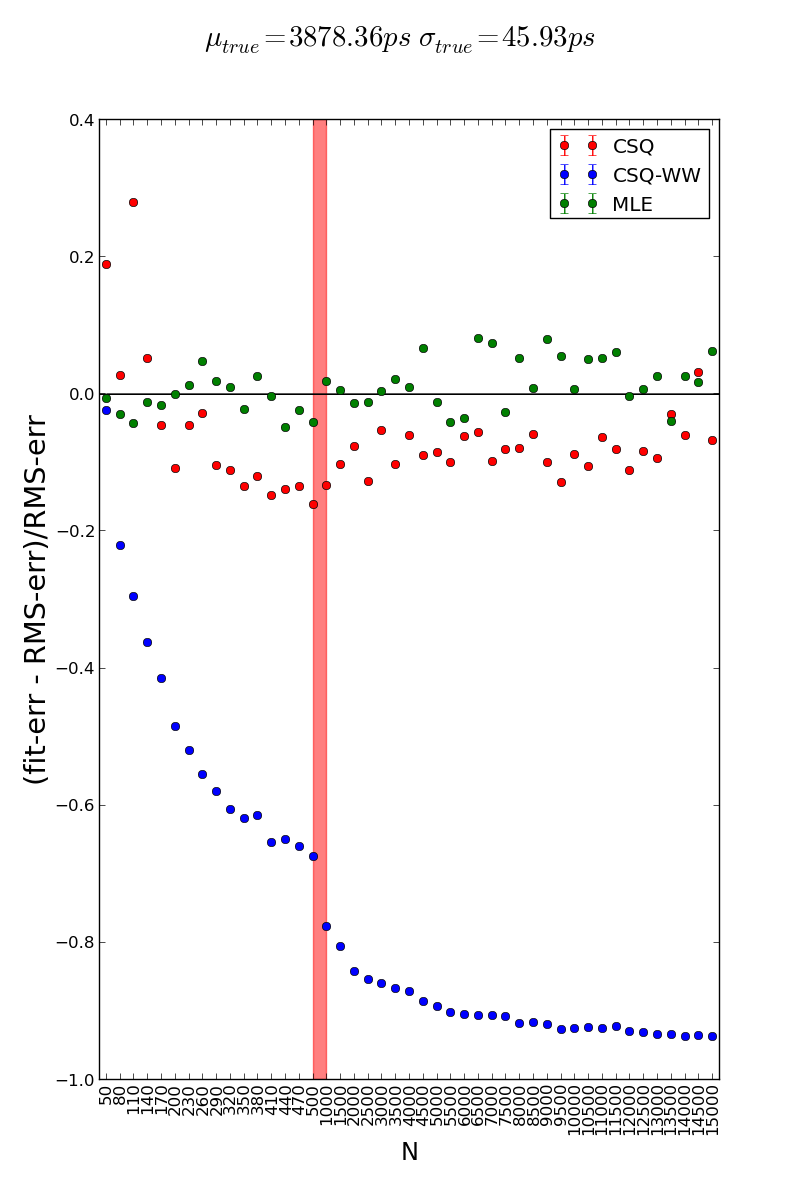 μ_true = 3878.36ps σ_true = 45.93ps
0.4
CSQ
CSQ-WW
MLE
0.2
0.0
−0.2
−0.4
−0.6
−0.8
−1.0
(fit-err - RMS-err)/RMS-err
50 80 110 140 170 200 230 260 290 320 350 380 410 440 470 500 1000 1500 2000 2500 3000 3500 4000 4500 5000 5500 6000 6500 7000 7500 8000 8500 9000 9500 10000 10500 11000 11500 12000 12500 13000 13500 14000 14500 15000
N